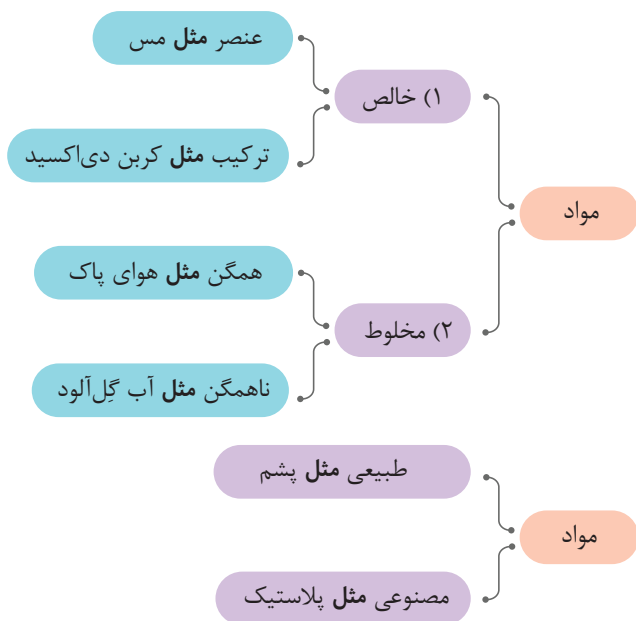 مواد
۱) خالص
عنصر مثل مس
ترکیب مثل کربن دی‌اکسید
۲) مخلوط
همگن مثل هوای پاک
ناهمگن مثل آب گِل‌آلود
مواد
طبیعی مثل پشم
مصنوعی مثل پلاستیک